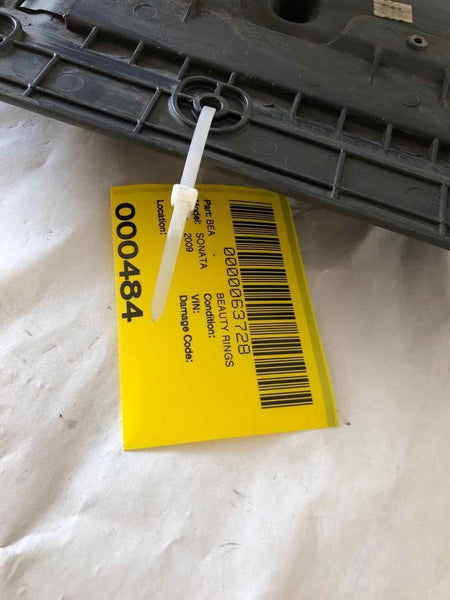 0000063728
Part: BEA - BEAUTY RINGS
Model: SONATA Condition:
2009 VIN:
Location: Damage Code:
000484